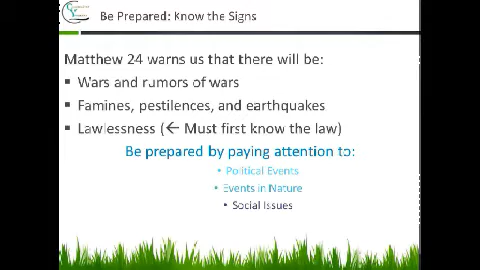 Be Prepared: Know the Signs
Matthew 24 warns us that there will be:
▪ Wars and rumors of wars
▪ Famines, pestilences, and earthquakes
▪ Lawlessness (← Must first know the law)
Be prepared by paying attention to:
• Political Events
• Events in Nature
• Social Issues